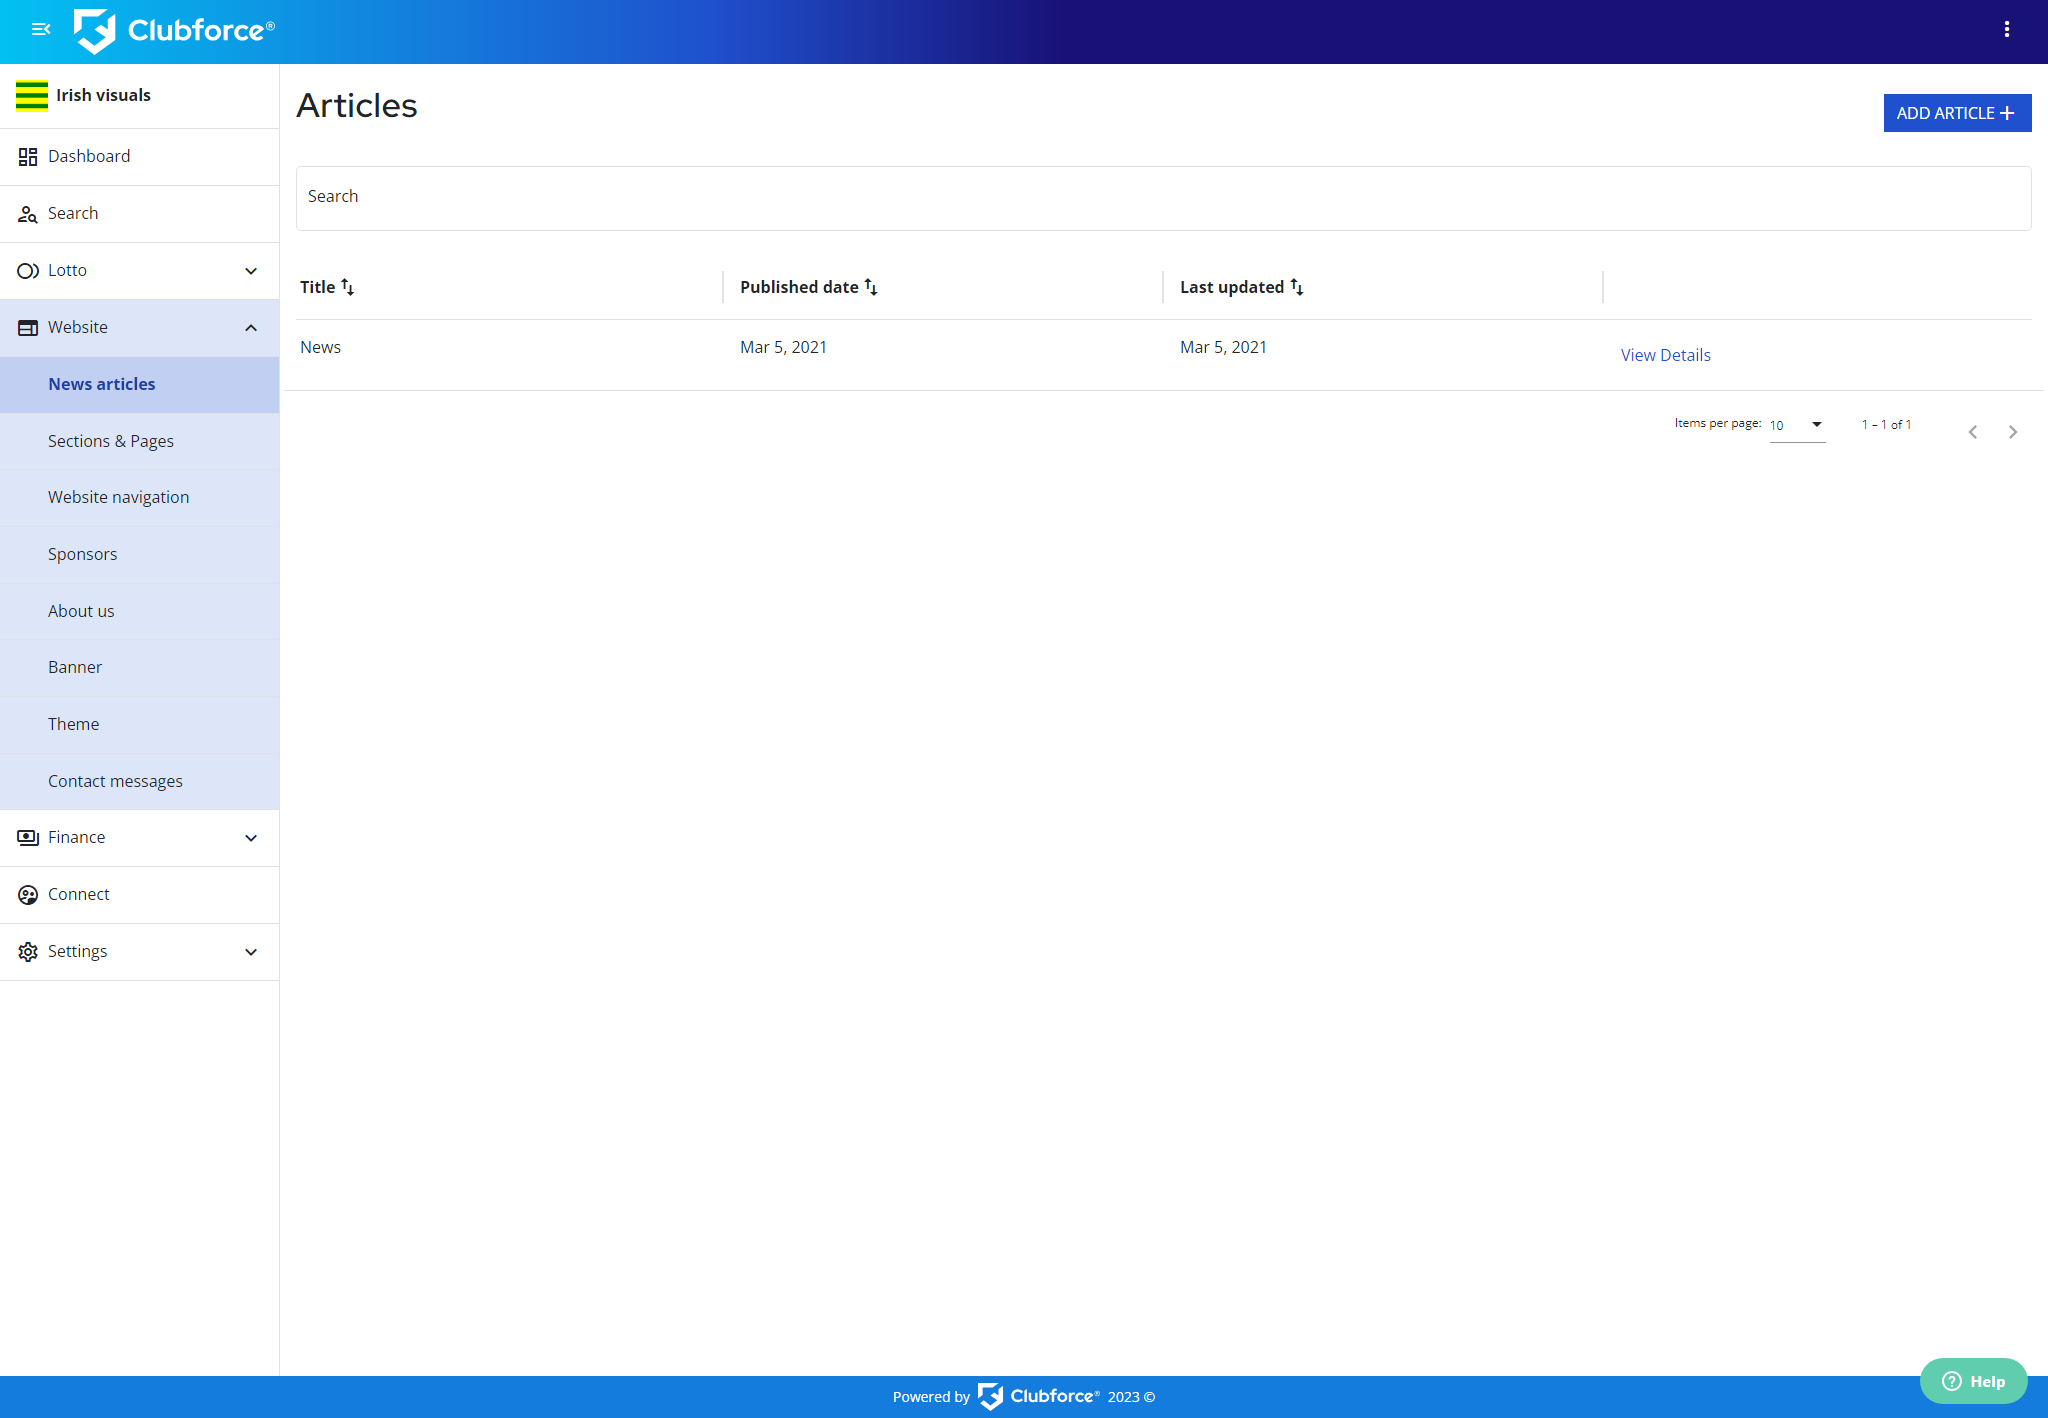 Clubforce®
Irish visuals
Dashboard
Search
Lotto
Website
News articles
Sections & Pages
Website navigation
Sponsors
About us
Banner
Theme
Contact messages
Finance
Connect
Settings
Articles
ADD ARTICLE
Search
Title Published date Last updated
News Mar 5, 2021 Mar 5, 2021 View Details
Items per page: 10 1 – 1 of 1
Powered by Clubforce® 2023 ©
Help